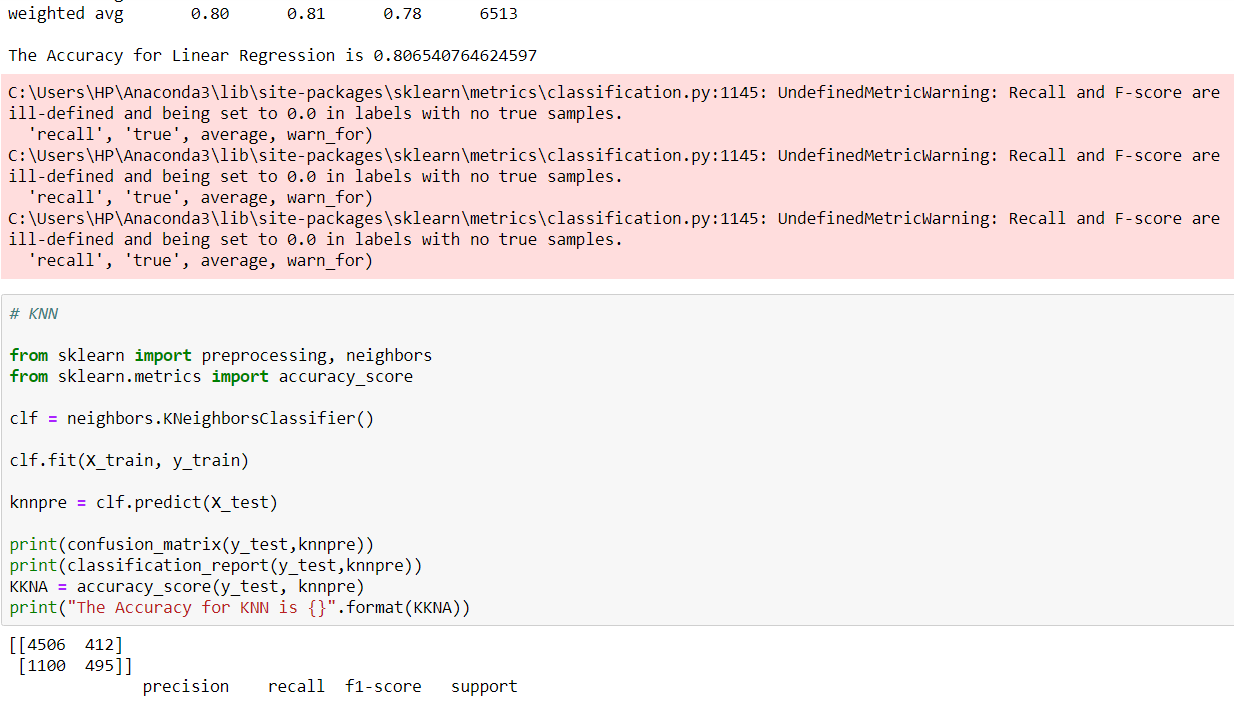 weighted avg       0.80      0.81      0.78      6513
The Accuracy for Linear Regression is 0.806540764624597
C:\Users\HP\Anaconda3\lib\site-packages\sklearn\metrics\classification.py:1145: UndefinedMetricWarning: Recall and F-score are
ill-defined and being set to 0.0 in labels with no true samples.
  'recall', 'true', average, warn_for)
C:\Users\HP\Anaconda3\lib\site-packages\sklearn\metrics\classification.py:1145: UndefinedMetricWarning: Recall and F-score are
ill-defined and being set to 0.0 in labels with no true samples.
  'recall', 'true', average, warn_for)
C:\Users\HP\Anaconda3\lib\site-packages\sklearn\metrics\classification.py:1145: UndefinedMetricWarning: Recall and F-score are
ill-defined and being set to 0.0 in labels with no true samples.
  'recall', 'true', average, warn_for)
# KNN
from sklearn import preprocessing, neighbors
from sklearn.metrics import accuracy_score
clf = neighbors.KNeighborsClassifier()
clf.fit(X_train, y_train)
knnpre = clf.predict(X_test)
print(confusion_matrix(y_test,knnpre))
print(classification_report(y_test,knnpre))
KKNA = accuracy_score(y_test, knnpre)
print("The Accuracy for KNN is {}".format(KKNA))
[[4506  412]
 [1100  495]]
              precision    recall  f1-score   support